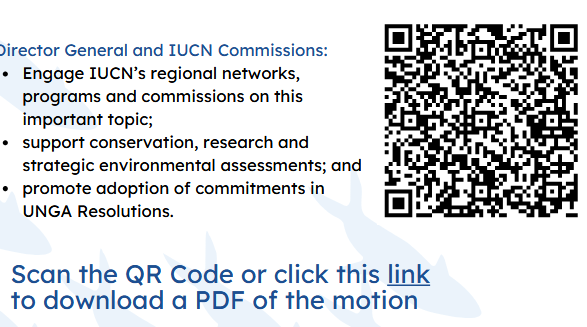 Director General and IUCN Commissions:
• Engage IUCN's regional networks,
programs and commissions on this
important topic;
• support conservation, research and
strategic environmental assessments; and
• promote adoption of commitments in
UNGA Resolutions.
Scan the QR Code or click this link
to download a PDF of the motion